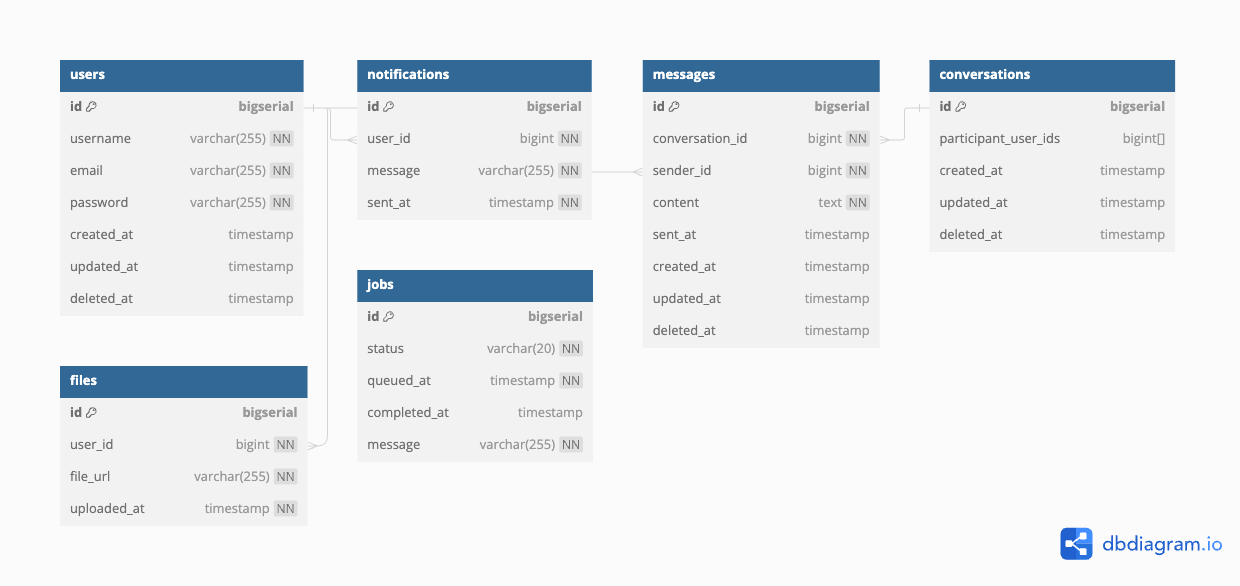 users
id bigserial
username varchar(255) NN
email varchar(255) NN
password varchar(255) NN
created_at timestamp
updated_at timestamp
deleted_at timestamp
notifications
id bigserial
user_id bigint NN
message varchar(255) NN
sent_at timestamp NN
messages
id bigserial
conversation_id bigint NN
sender_id bigint NN
content text NN
sent_at timestamp
created_at timestamp
updated_at timestamp
deleted_at timestamp
conversations
id bigserial
participant_user_ids bigint[]
created_at timestamp
updated_at timestamp
deleted_at timestamp
jobs
id bigserial
status varchar(20) NN
queued_at timestamp NN
completed_at timestamp
message varchar(255) NN
files
id bigserial
user_id bigint NN
file_url varchar(255) NN
uploaded_at timestamp NN
dbdiagram.io